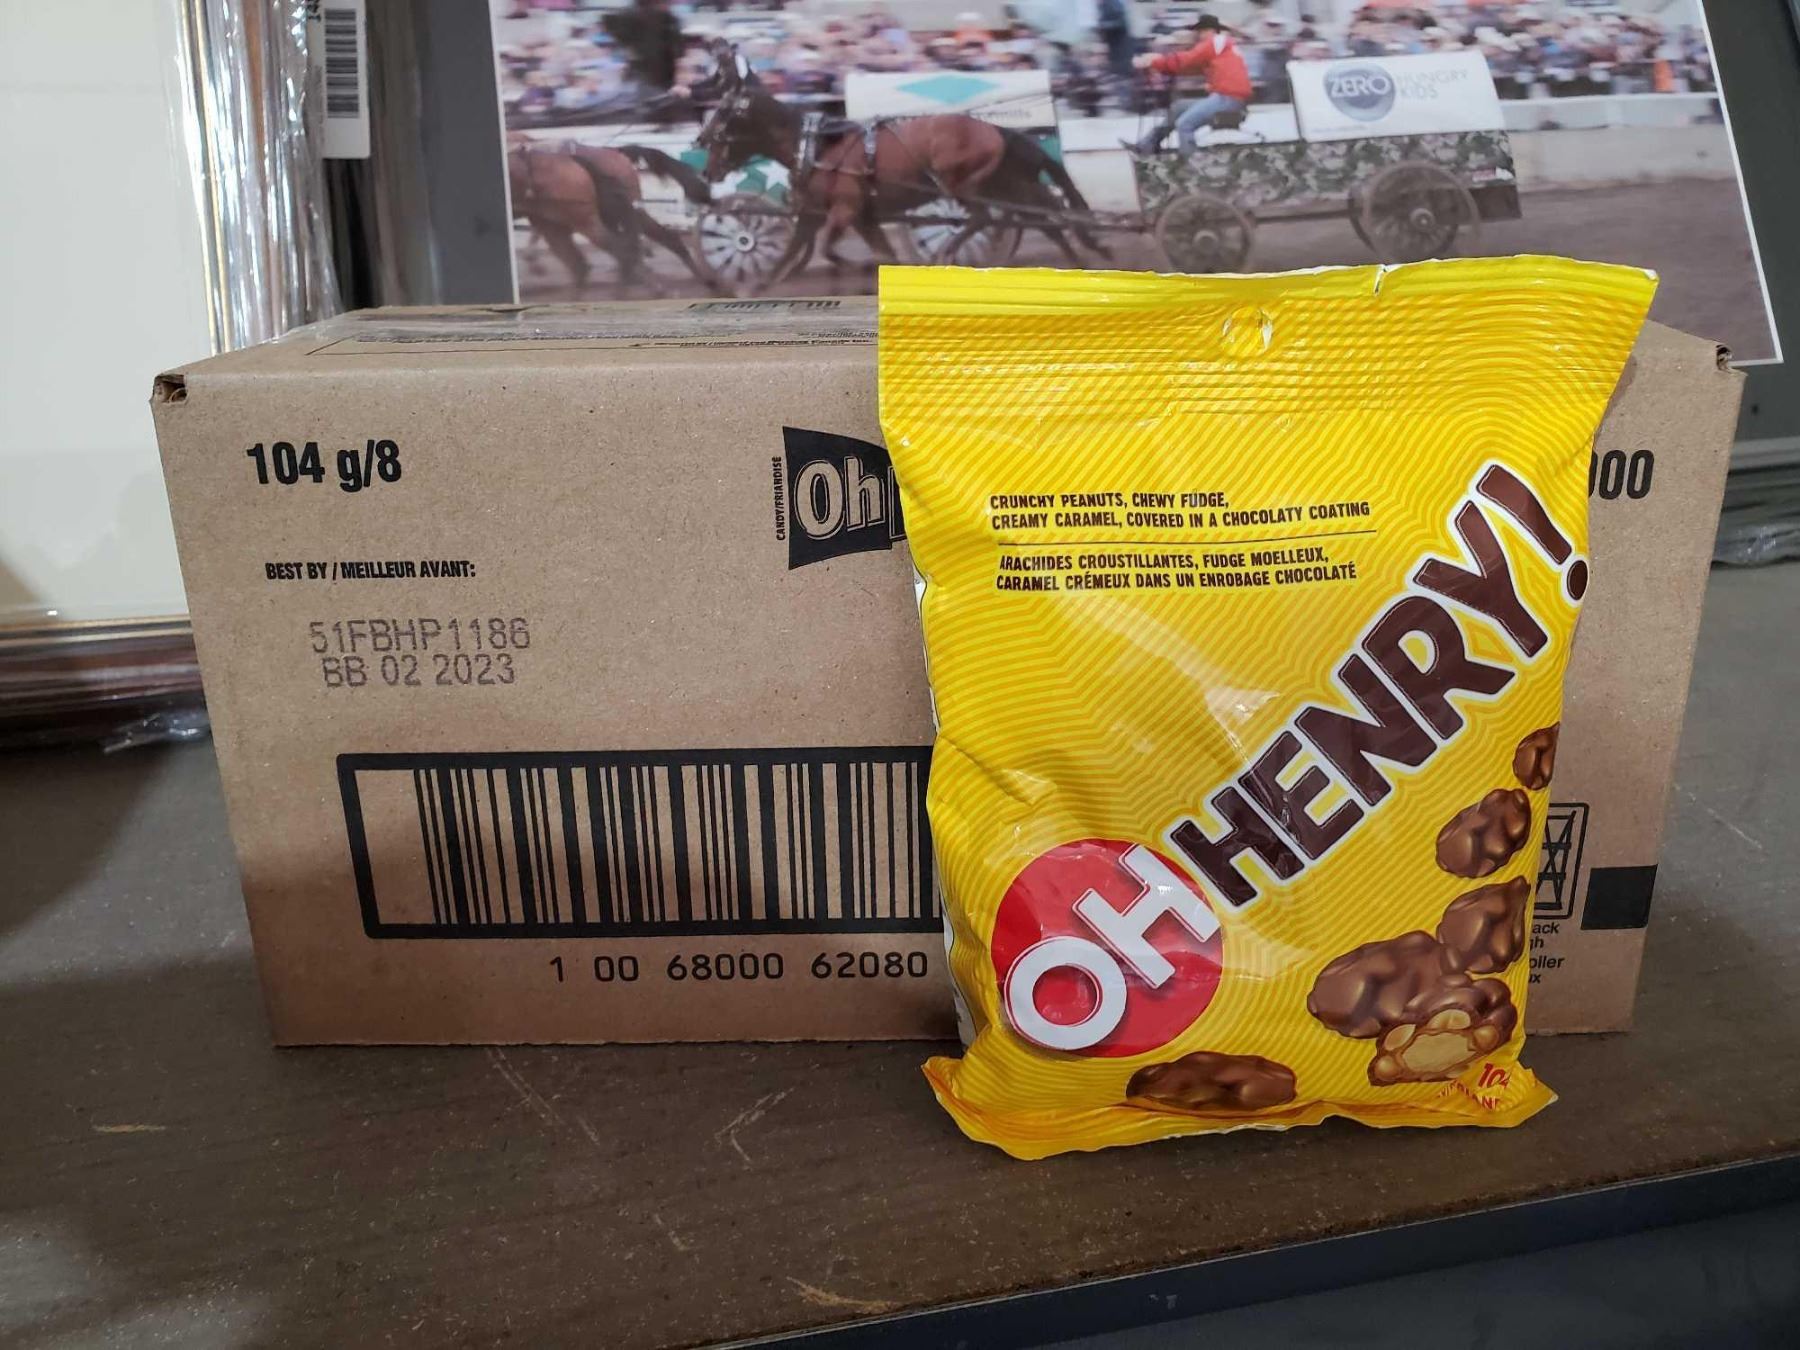 ZERO HUNGRY
KIDS
104 g/8
CANDY/FRIANDISE
Oh
000
BEST BY / MEILLEUR AVANT:
51FBHP1186
BB 02 2023
1 00 68000 62080
CRUNCHY PEANUTS, CHEWY FUDGE,
CREAMY CARAMEL, COVERED IN A CHOCOLATY COATING
ARACHIDES CROUSTILLANTES, FUDGE MOELLEUX,
CARAMEL CRÉMEUX DANS UN ENROBAGE CHOCOLATÉ
OH HENRY!
104